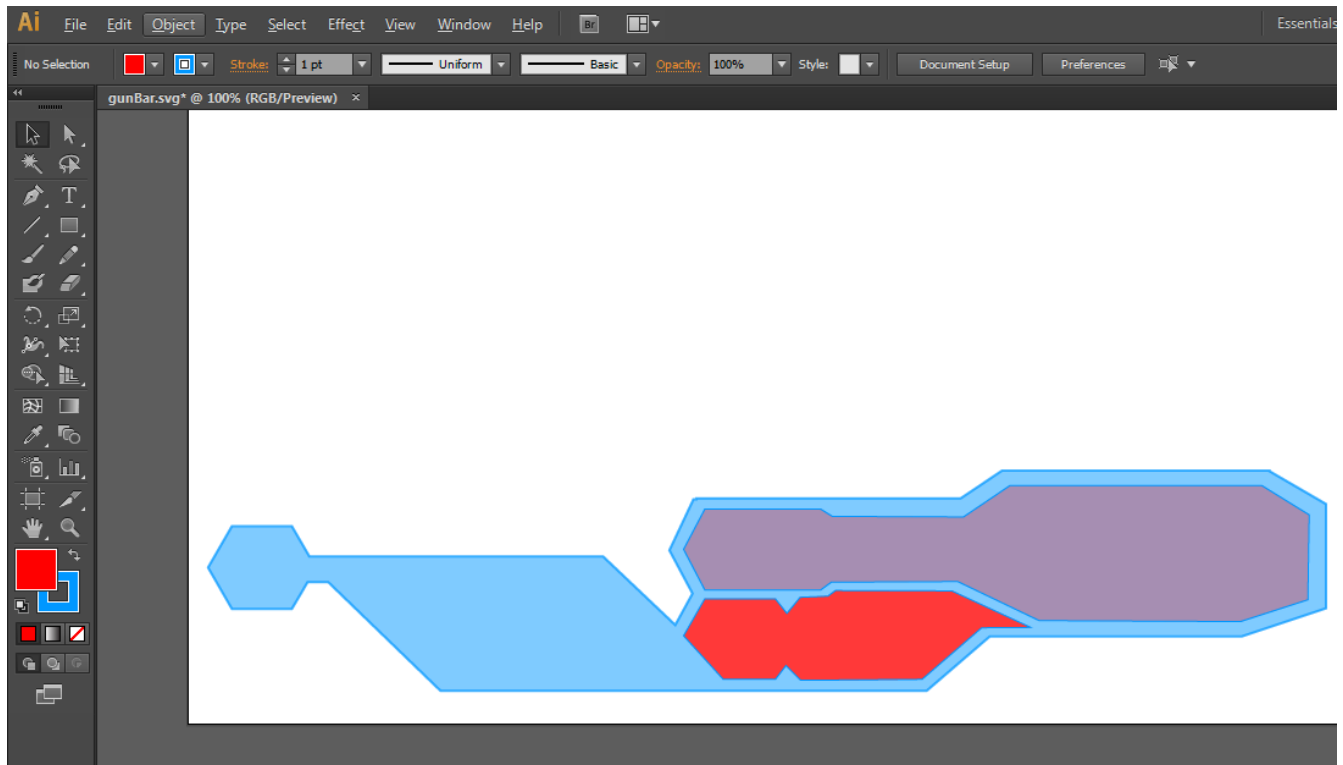 Ai File Edit Object Type Select Effect View Window Help Br Essentials
No Selection Stroke: 1 pt Uniform Basic Opacity: 100% Style: Document Setup Preferences
gunBar.svg* @ 100% (RGB/Preview) ×
T